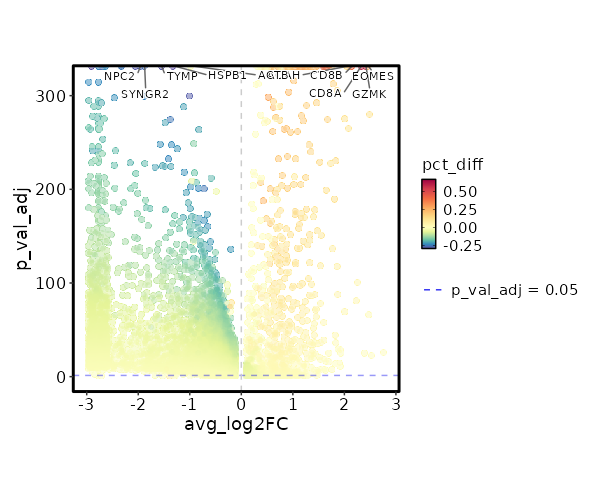 NPC2
TYMP
HSPB1
CD8B
EOMES
SYNGR2
CD8A
GZMK
300
200
100
0
p_val_adj
-3
-2
-1
0
1
2
3
avg_log2FC
pct_diff
0.50
0.25
0.00
-0.25
p_val_adj = 0.05